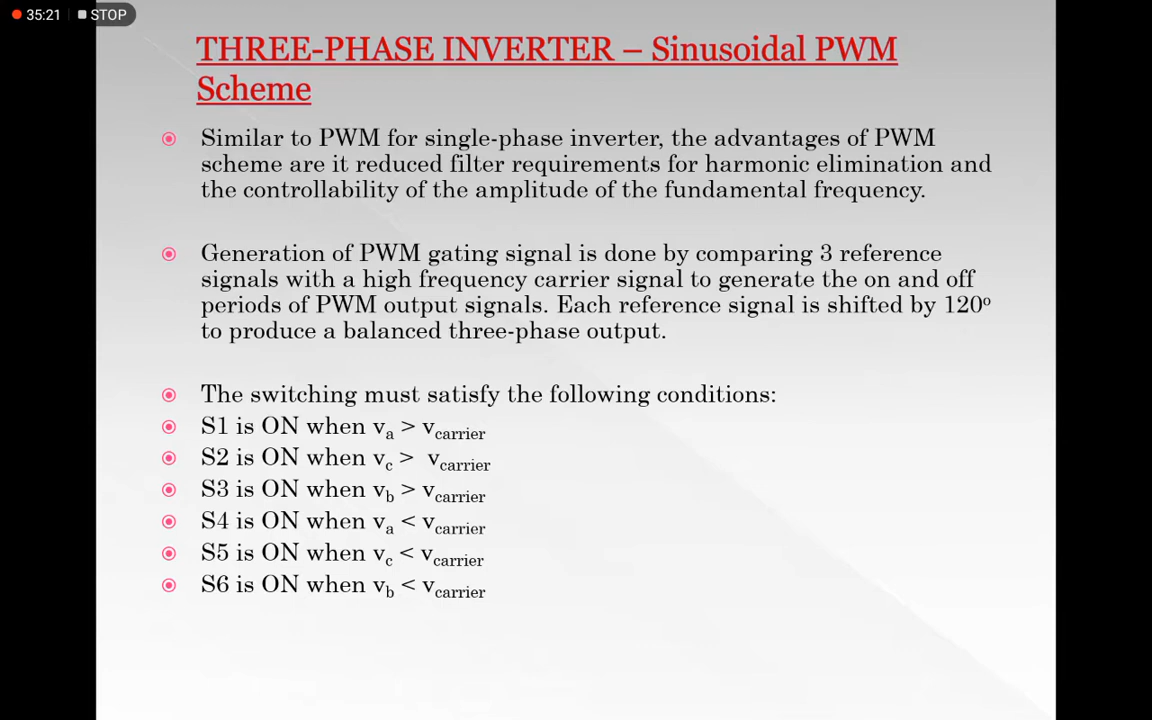 35:21 STOP
THREE-PHASE INVERTER – Sinusoidal PWM
Scheme
Similar to PWM for single-phase inverter, the advantages of PWM
scheme are it reduced filter requirements for harmonic elimination and
the controllability of the amplitude of the fundamental frequency.
Generation of PWM gating signal is done by comparing 3 reference
signals with a high frequency carrier signal to generate the on and off
periods of PWM output signals. Each reference signal is shifted by 120º
to produce a balanced three-phase output.
The switching must satisfy the following conditions:
S1 is ON when va > vcarrier
S2 is ON when vc > vcarrier
S3 is ON when vb > vcarrier
S4 is ON when va < vcarrier
S5 is ON when vc < vcarrier
S6 is ON when vb < vcarrier